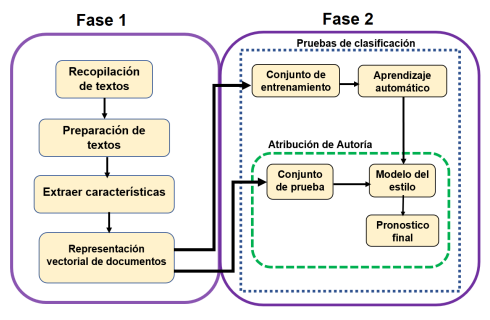 Fase 1
Recopilación
de textos
Preparación de
textos
Extraer características
Representación
vectorial de documentos
Fase 2
Pruebas de clasificación
Conjunto de
entrenamiento
Aprendizaje
automático
Atribución de Autoría
Conjunto
de prueba
Modelo del
estilo
Pronostico
final